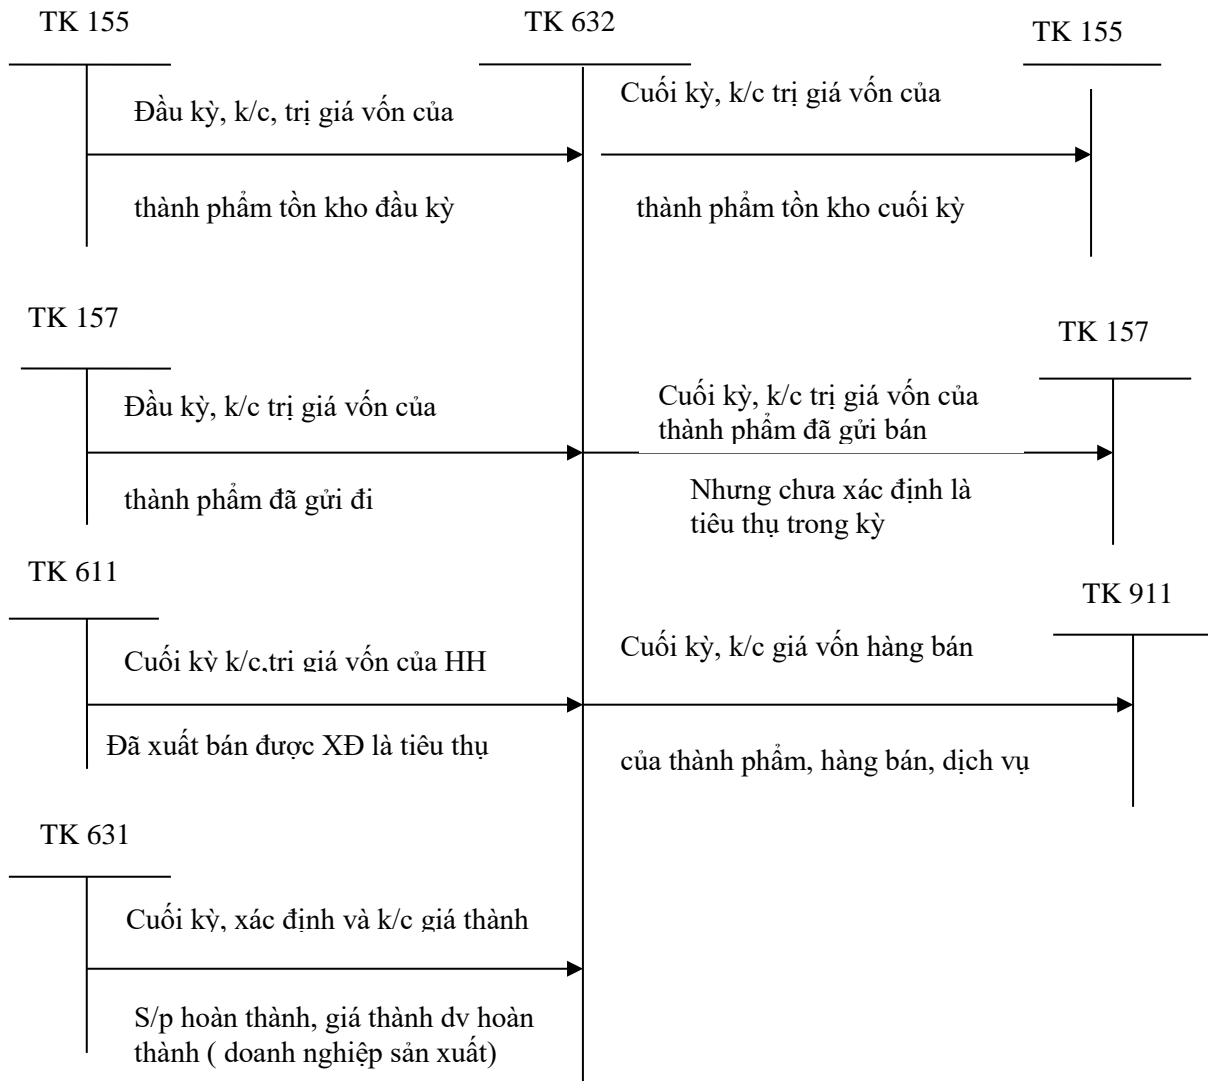 TK 155
TK 632
TK 155
Đầu kỳ, k/c, trị giá vốn của
Cuối kỳ, k/c trị giá vốn của
thành phẩm tồn kho đầu kỳ
thành phẩm tồn kho cuối kỳ
TK 157
TK 157
Đầu kỳ, k/c trị giá vốn của
Cuối kỳ, k/c trị giá vốn của
thành phẩm đã gửi bán
thành phẩm đã gửi đi
Nhưng chưa xác định là
tiêu thụ trong kỳ
TK 611
TK 911
Cuối kỳ k/c,trị giá vốn của HH
Cuối kỳ, k/c giá vốn hàng bán
Đã xuất bán được XĐ là tiêu thụ
của thành phẩm, hàng bán, dịch vụ
TK 631
Cuối kỳ, xác định và k/c giá thành
S/p hoàn thành, giá thành dv hoàn
thành ( doanh nghiệp sản xuất)